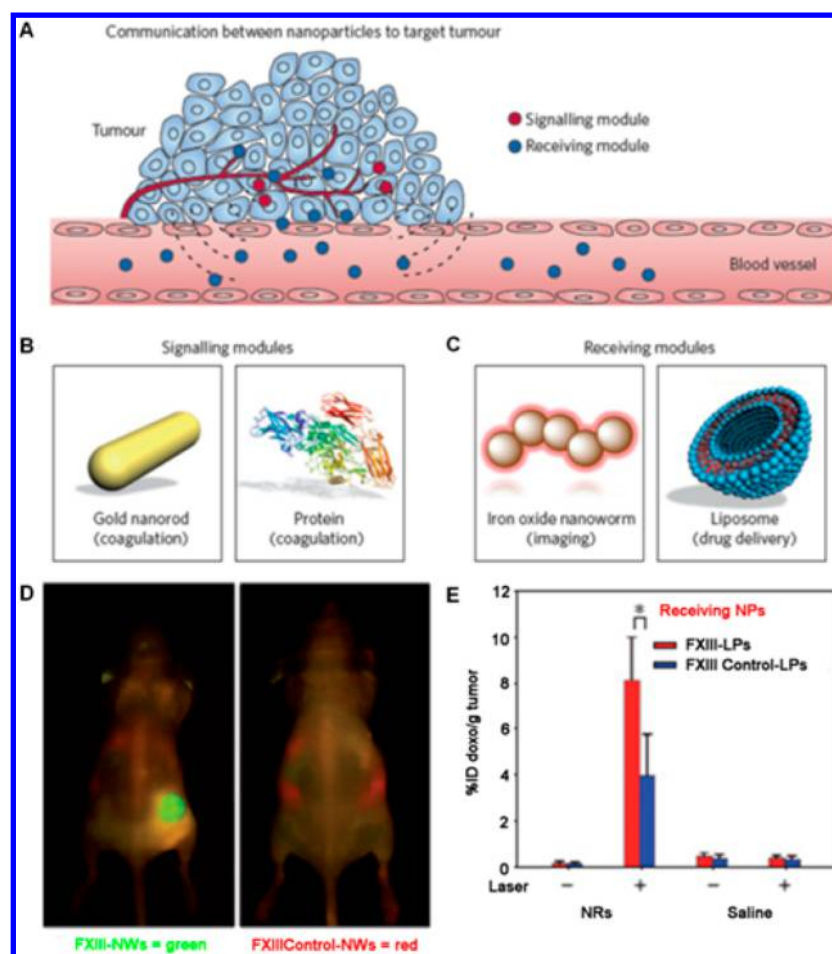 A
Communication between nanoparticles to target tumour
Tumour
Signalling module
Receiving module
Blood vessel
B
Signalling modules
Gold nanorod
(coagulation)
Protein
(coagulation)
C
Receiving modules
Iron oxide nanoworm
(imaging)
Liposome
(drug delivery)
D
FXIII-NWs = green
FXIIIControl-NWs = red
E
12
10
8
6
4
2
0
%ID doxo/g tumor
*
Receiving NPs
FXIII-LPs
FXIII Control-LPs
Laser – + – +
NRs Saline